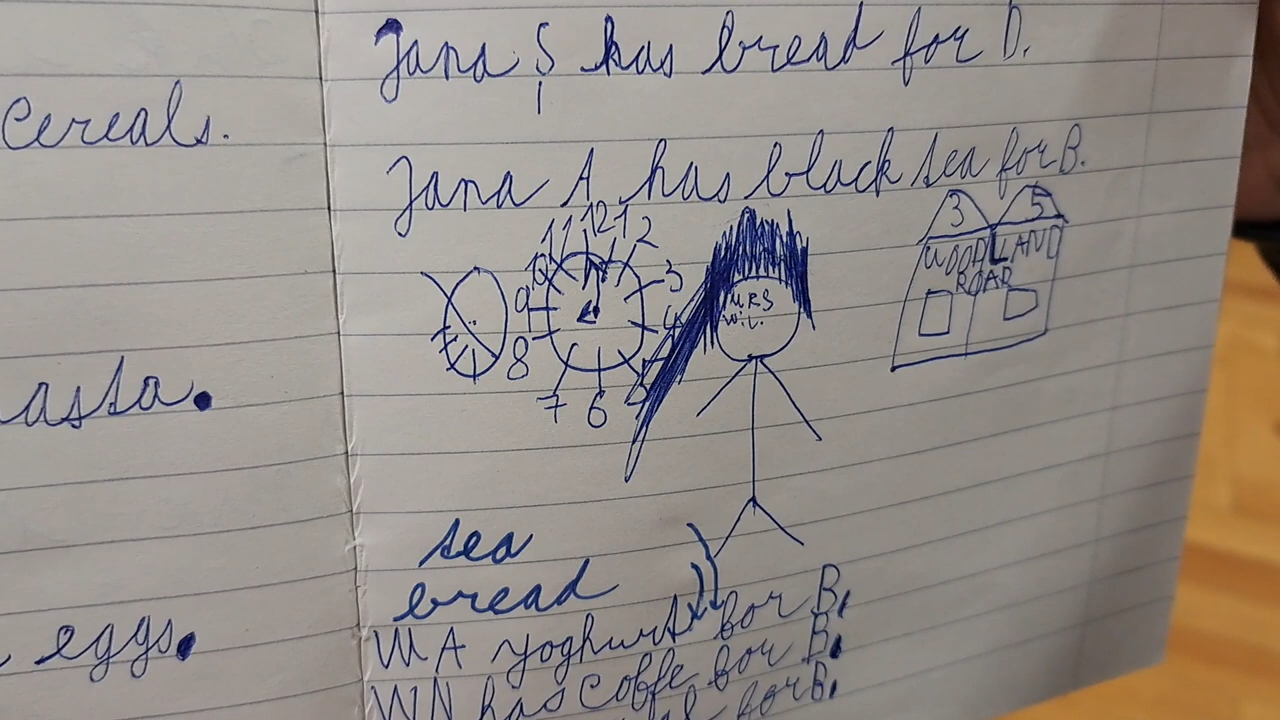 cereals.
asta.
eggs.
Jana S has bread for D.
Jana A has black sea for B.
11 12 1 2
10 3
9 4
8 5
7 6
MRS
W.L.
3 5
WOODLAND
ROAD
sea
bread
WA yoghurt for B.
WN has coffe for B.
for B.